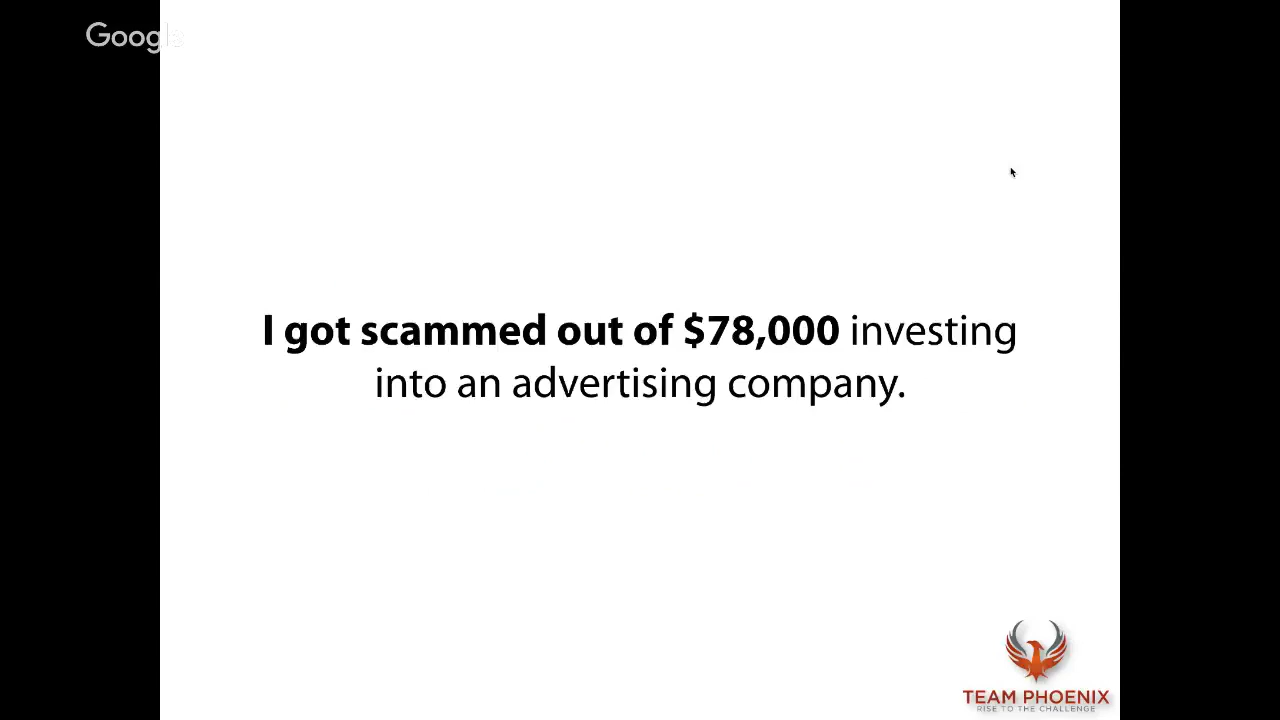 Google
I got scammed out of $78,000 investing
into an advertising company.
TEAM PHOENIX
RISE TO THE CHALLENGE